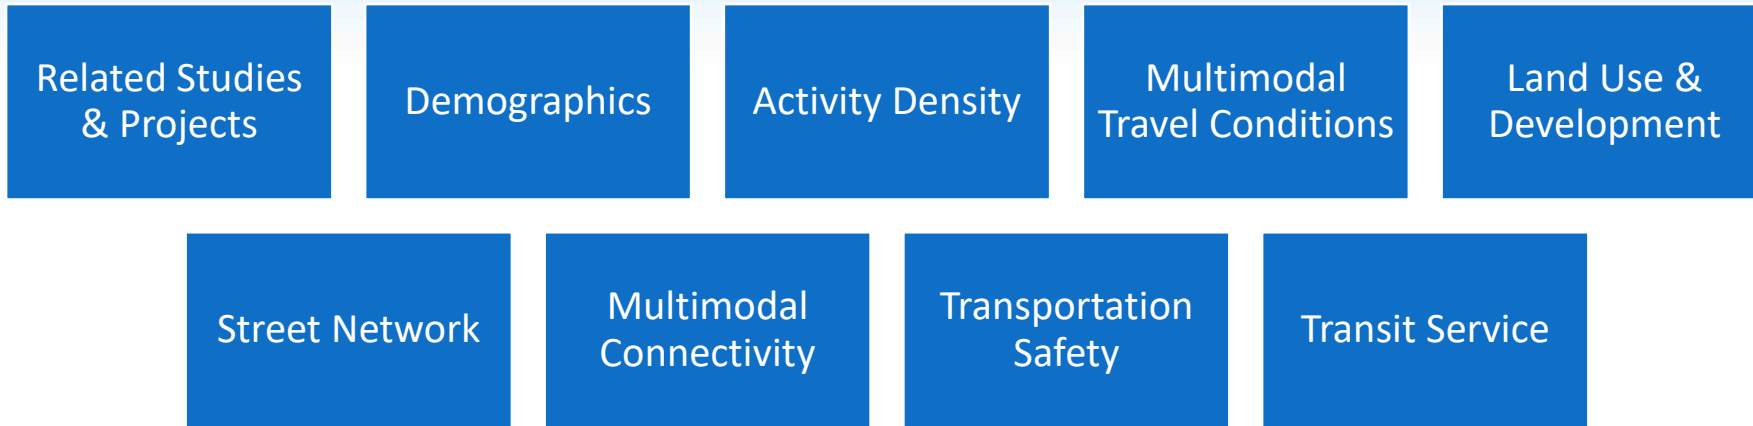 Related Studies
& Projects
Demographics
Activity Density
Multimodal
Travel Conditions
Land Use &
Development
Street Network
Multimodal
Connectivity
Transportation
Safety
Transit Service